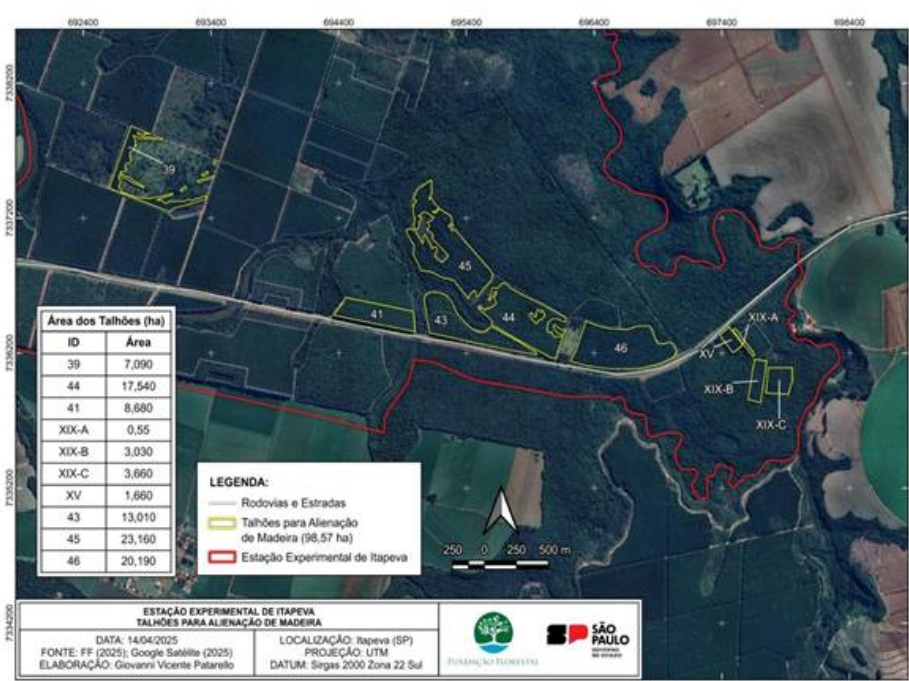 692400 693400 694400 695400 696400 697400 698400
7338200
7337200
7336200
7335200
7334200
39
45
41
43
44
46
XIX-A
XV
XIX-B
XIX-C
Área dos Talhões (ha)
ID Área
39 7,090
44 17,540
41 8,680
XIX-A 0,55
XIX-B 3,030
XIX-C 3,660
XV 1,660
43 13,010
45 23,160
46 20,190
LEGENDA:
Rodovias e Estradas
Talhões para Alienação
de Madeira (98,57 ha)
Estação Experimental de Itapeva
250 0 250 500 m
ESTAÇÃO EXPERIMENTAL DE ITAPEVA
TALHÕES PARA ALIENAÇÃO DE MADEIRA
DATA: 14/04/2025
FONTE: FF (2025); Google Satélite (2025)
ELABORAÇÃO: Giovanni Vicente Patarello
LOCALIZAÇÃO: Itapeva (SP)
PROJEÇÃO: UTM
DATUM: Sirgas 2000 Zona 22 Sul
FUNDAÇÃO FLORESTAL
SP
SÃO
PAULO
GOVERNO
DO ESTADO